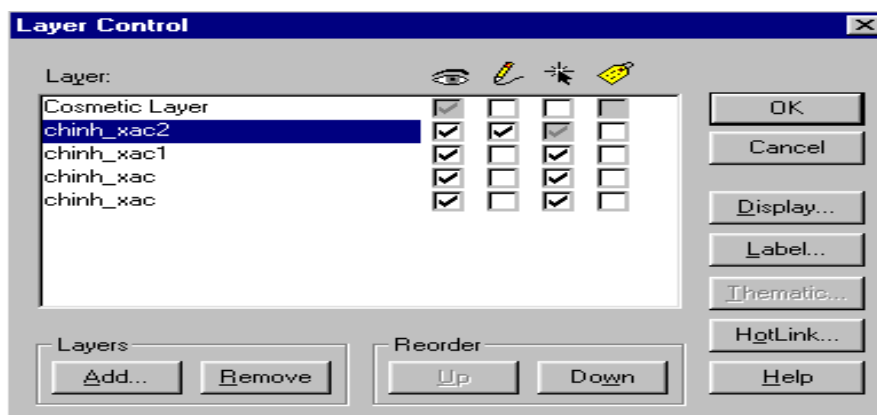 Layer Control
Layer:
Cosmetic Layer
chinh_xac2
chinh_xac1
chinh_xac
chinh_xac
OK
Cancel
Display...
Label...
Thematic...
HotLink...
Help
Layers
Add...
Remove
Reorder
Up
Down